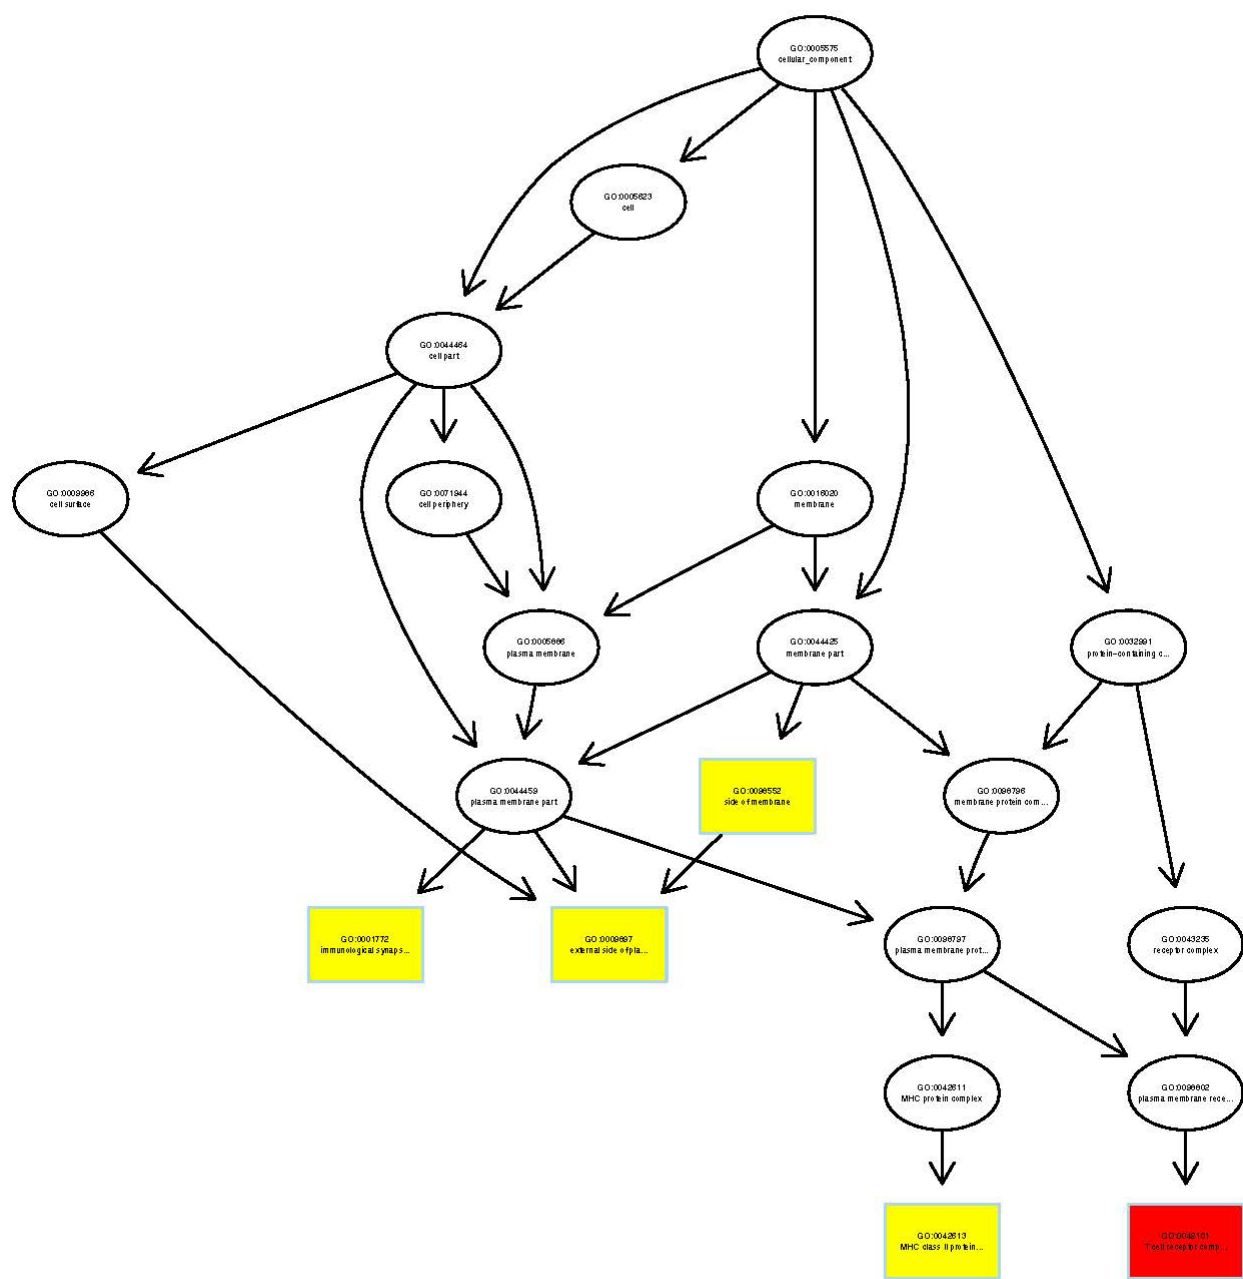 GO:0005575
cellular_component
GO:0005623
cell
GO:0044464
cell part
GO:0009986
cell surface
GO:0071944
cell periphery
GO:0016020
membrane
GO:0005886
plasma membrane
GO:0044425
membrane part
GO:0032991
protein-containing c...
GO:0044459
plasma membrane part
GO:0098552
side of membrane
GO:0098796
membrane protein com...
GO:0001772
immunological synaps...
GO:0009897
external side of pla...
GO:0098797
plasma membrane prot...
GO:0043235
receptor complex
GO:0042611
MHC protein complex
GO:0098802
plasma membrane rece...
GO:0042613
MHC class II protein...
GO:0042101
T cell receptor comp...